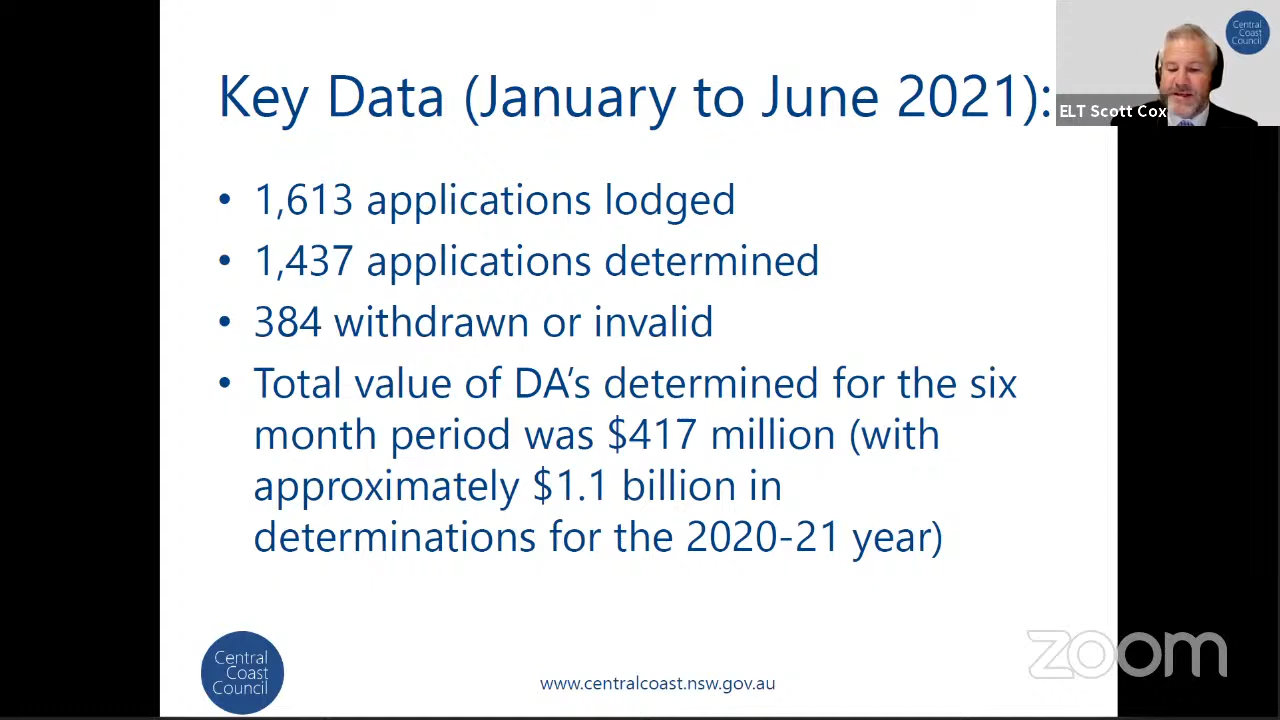 Key Data (January to June 2021):
• 1,613 applications lodged
• 1,437 applications determined
• 384 withdrawn or invalid
• Total value of DA's determined for the six
month period was $417 million (with
approximately $1.1 billion in
determinations for the 2020-21 year)
Central
Coast
Council
ELT Scott Cox
Central
Coast
Council
www.centralcoast.nsw.gov.au
zoom